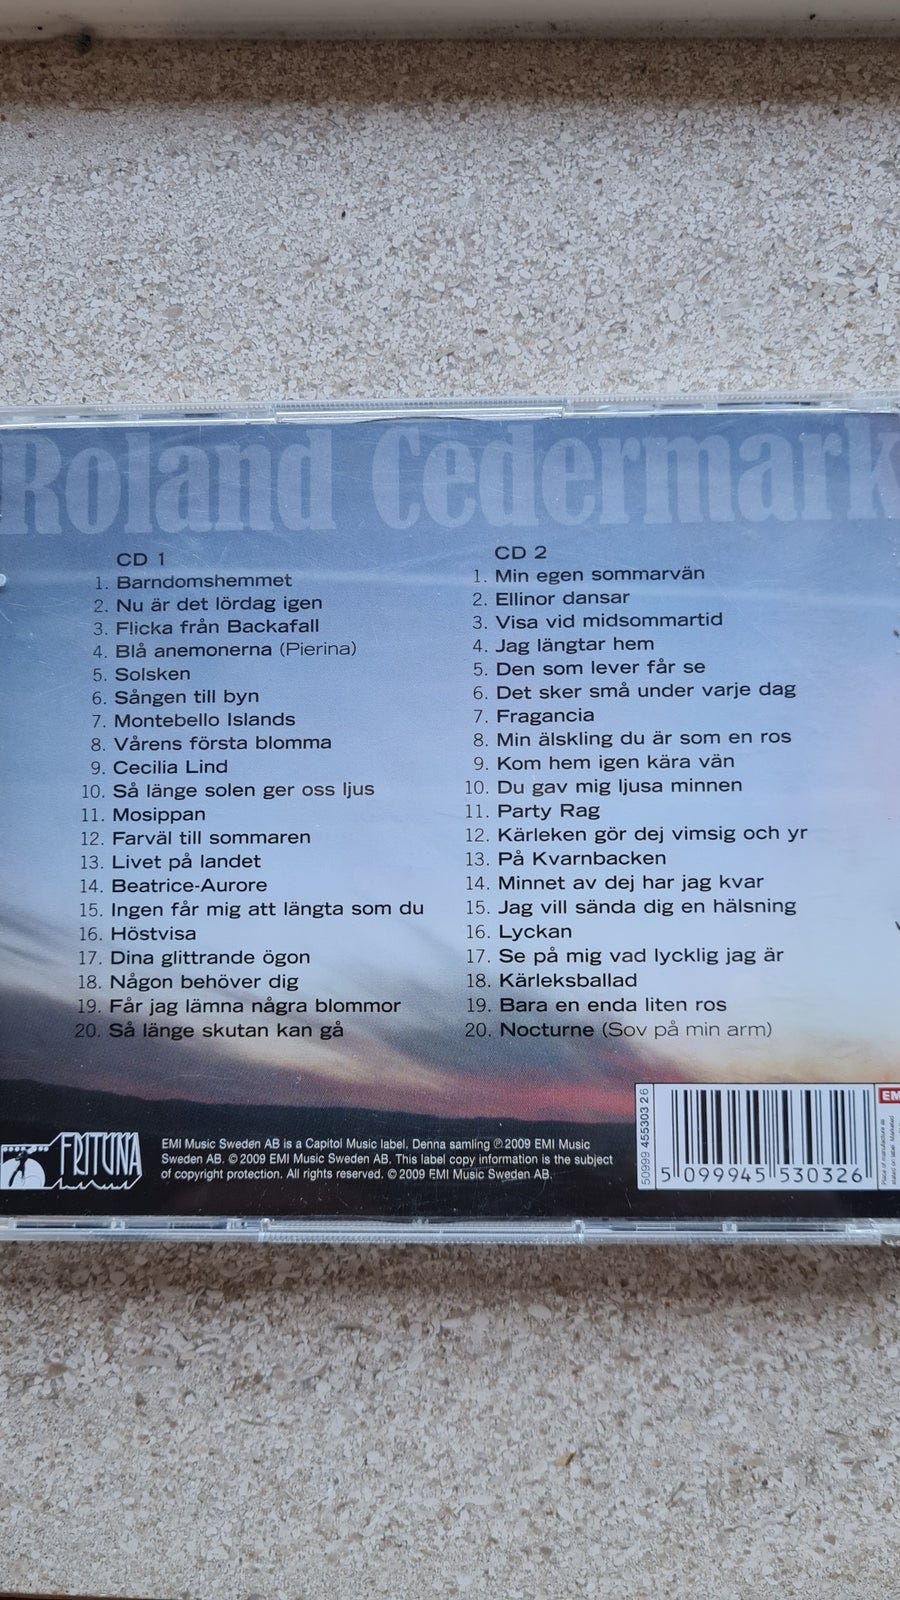 Roland Cedermark
CD 1
1. Barndomshemmet
2. Nu är det lördag igen
3. Flicka från Backafall
4. Blå anemonerna (Pierina)
5. Solsken
6. Sången till byn
7. Montebello Islands
8. Vårens första blomma
9. Cecilia Lind
10. Så länge solen ger oss ljus
11. Mosippan
12. Farväl till sommaren
13. Livet på landet
14. Beatrice-Aurore
15. Ingen får mig att längta som du
16. Höstvisa
17. Dina glittrande ögon
18. Någon behöver dig
19. Får jag lämna några blommor
20. Så länge skutan kan gå
CD 2
1. Min egen sommarvän
2. Ellinor dansar
3. Visa vid midsommartid
4. Jag längtar hem
5. Den som lever får se
6. Det sker små under varje dag
7. Fragancia
8. Min älskling du är som en ros
9. Kom hem igen kära vän
10. Du gav mig ljusa minnen
11. Party Rag
12. Kärleken gör dej vimsig och yr
13. På Kvarnbacken
14. Minnet av dej har jag kvar
15. Jag vill sända dig en hälsning
16. Lyckan
17. Se på mig vad lycklig jag är
18. Kärleksballad
19. Bara en enda liten ros
20. Nocturne (Sov på min arm)
FRITUNA
EMI Music Sweden AB is a Capitol Music label. Denna samling ℗ 2009 EMI Music
Sweden AB. © 2009 EMI Music Sweden AB. This label copy information is the subject
of copyright protection. All rights reserved. © 2009 EMI Music Sweden AB.
50999 455303 2 6
5 099945 530326
EM